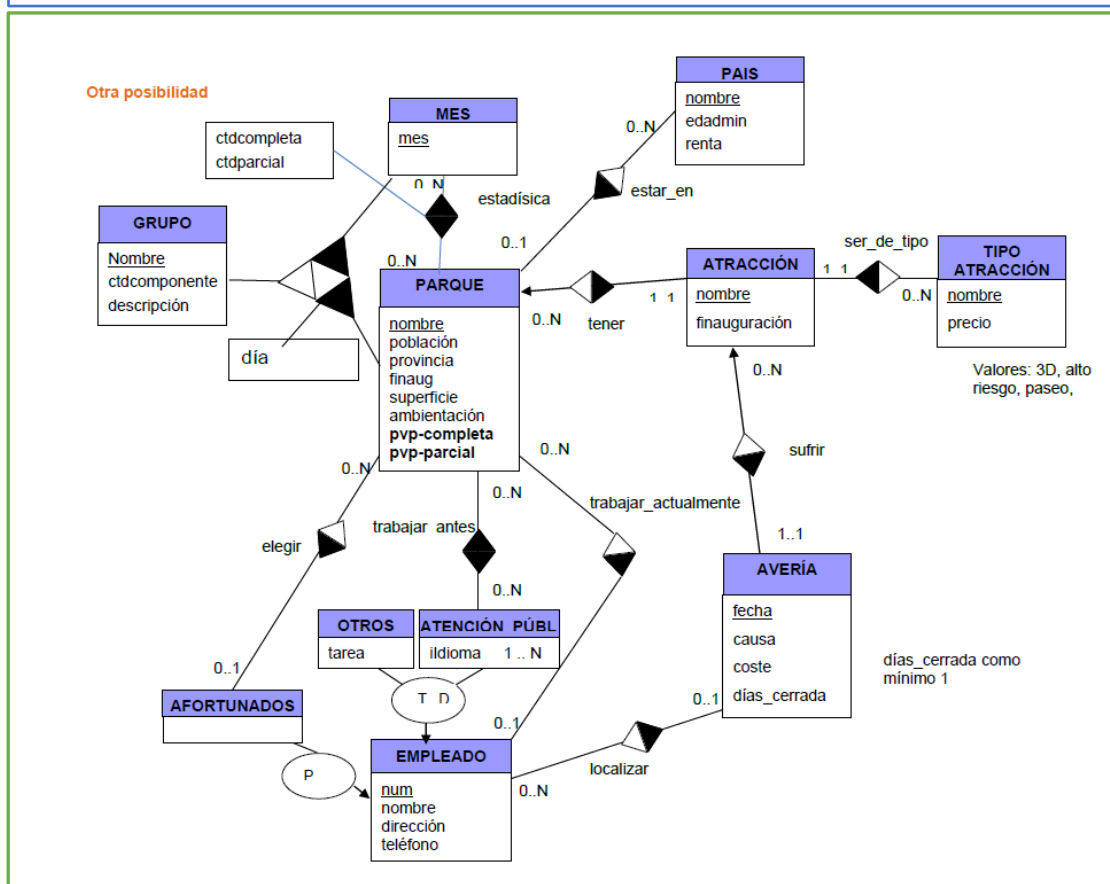 Otra posibilidad
PAIS
nombre
edadmin
renta
MES
mes
ctdcompleta
ctdparcial
0..N
0 N
estadísica
estar_en
GRUPO
Nombre
ctdcomponente
descripción
0..N
0..1
ser_de_tipo
PARQUE
nombre
población
provincia
finaug
superficie
ambientación
pvp-completa
pvp-parcial
ATRACCIÓN
nombre
finauguración
1 1
0..N
TIPO
ATRACCIÓN
nombre
precio
1 1
0..N
tener
día
Valores: 3D, alto
riesgo, paseo,
0..N
sufrir
0..N
0..N
0..N
trabajar_actualmente
trabajar antes
elegir
1..1
AVERÍA
fecha
causa
coste
días_cerrada
días_cerrada como
mínimo 1
0..N
OTROS
tarea
ATENCIÓN PÚBL
ildioma 1 .. N
0..1
AFORTUNADOS
T D
0..1
0..1
P
EMPLEADO
num
nombre
dirección
teléfono
localizar
0..N